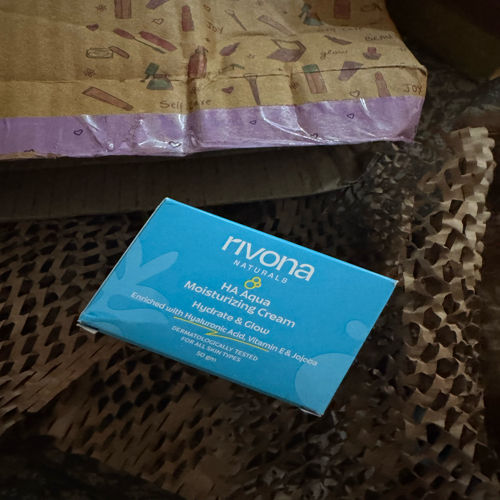 Self care
glow
JOY
rivona
NATURALS
HA Aqua
Moisturizing Cream
Hydrate & Glow
Enriched with Hyaluronic Acid, Vitamin E & Jojoba
DERMATOLOGICALLY TESTED
FOR ALL SKIN TYPES
50 gm